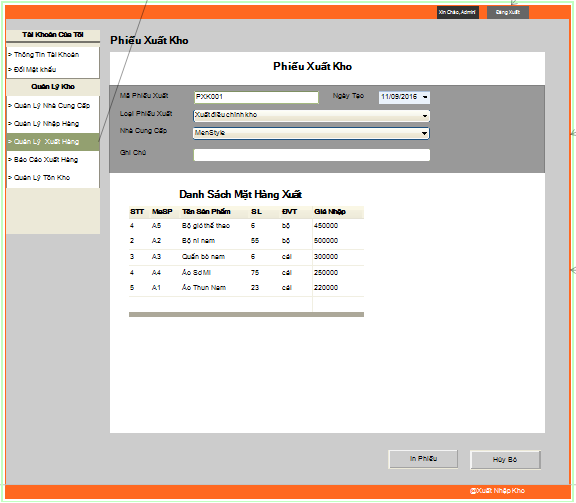 Xin Chào, Admin!
Đăng Xuất
Tài Khoản Của Tôi
> Thông Tin Tài Khoản
> Đổi Mật khẩu
Quản Lý Kho
> Quản Lý Nhà Cung Cấp
> Quản Lý Nhập Hàng
> Quản Lý Xuất Hàng
> Báo Cáo Xuất Hàng
> Quản Lý Tồn Kho
Phiếu Xuất Kho
Phiếu Xuất Kho
Mã Phiếu Xuất PXK001 Ngày Tạo 11/09/2016
Loại Phiếu Xuất Xuất điều chỉnh kho
Nhà Cung Cấp MenStyle
Ghi Chú
Danh Sách Mặt Hàng Xuất
STT MaSP Tên Sản Phẩm SL ĐVT Giá Nhập
4 A5 Bộ gió thể thao 6 bộ 450000
2 A2 Bộ nỉ nam 55 bộ 500000
3 A3 Quần bò nam 6 cái 300000
4 A4 Áo Sơ Mi 75 cái 250000
5 A1 Áo Thun Nam 23 cái 220000
In Phiếu
Hủy Bỏ
@Xuất Nhập Kho